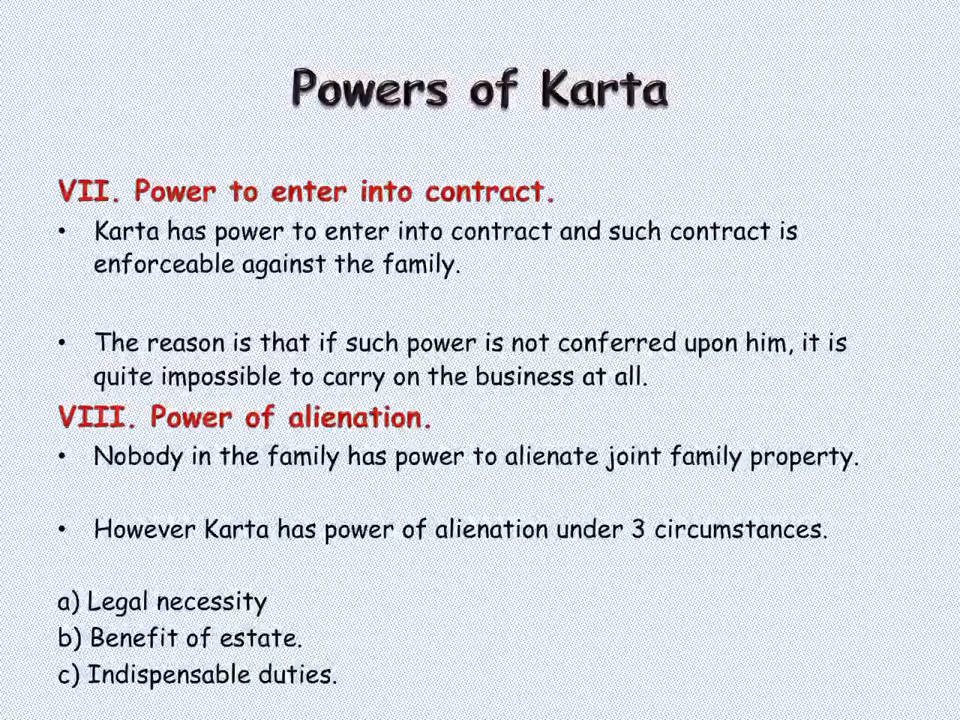 Powers of Karta
VII. Power to enter into contract.
• Karta has power to enter into contract and such contract is
enforceable against the family.
• The reason is that if such power is not conferred upon him, it is
quite impossible to carry on the business at all.
VIII. Power of alienation.
• Nobody in the family has power to alienate joint family property.
• However Karta has power of alienation under 3 circumstances.
a) Legal necessity
b) Benefit of estate.
c) Indispensable duties.